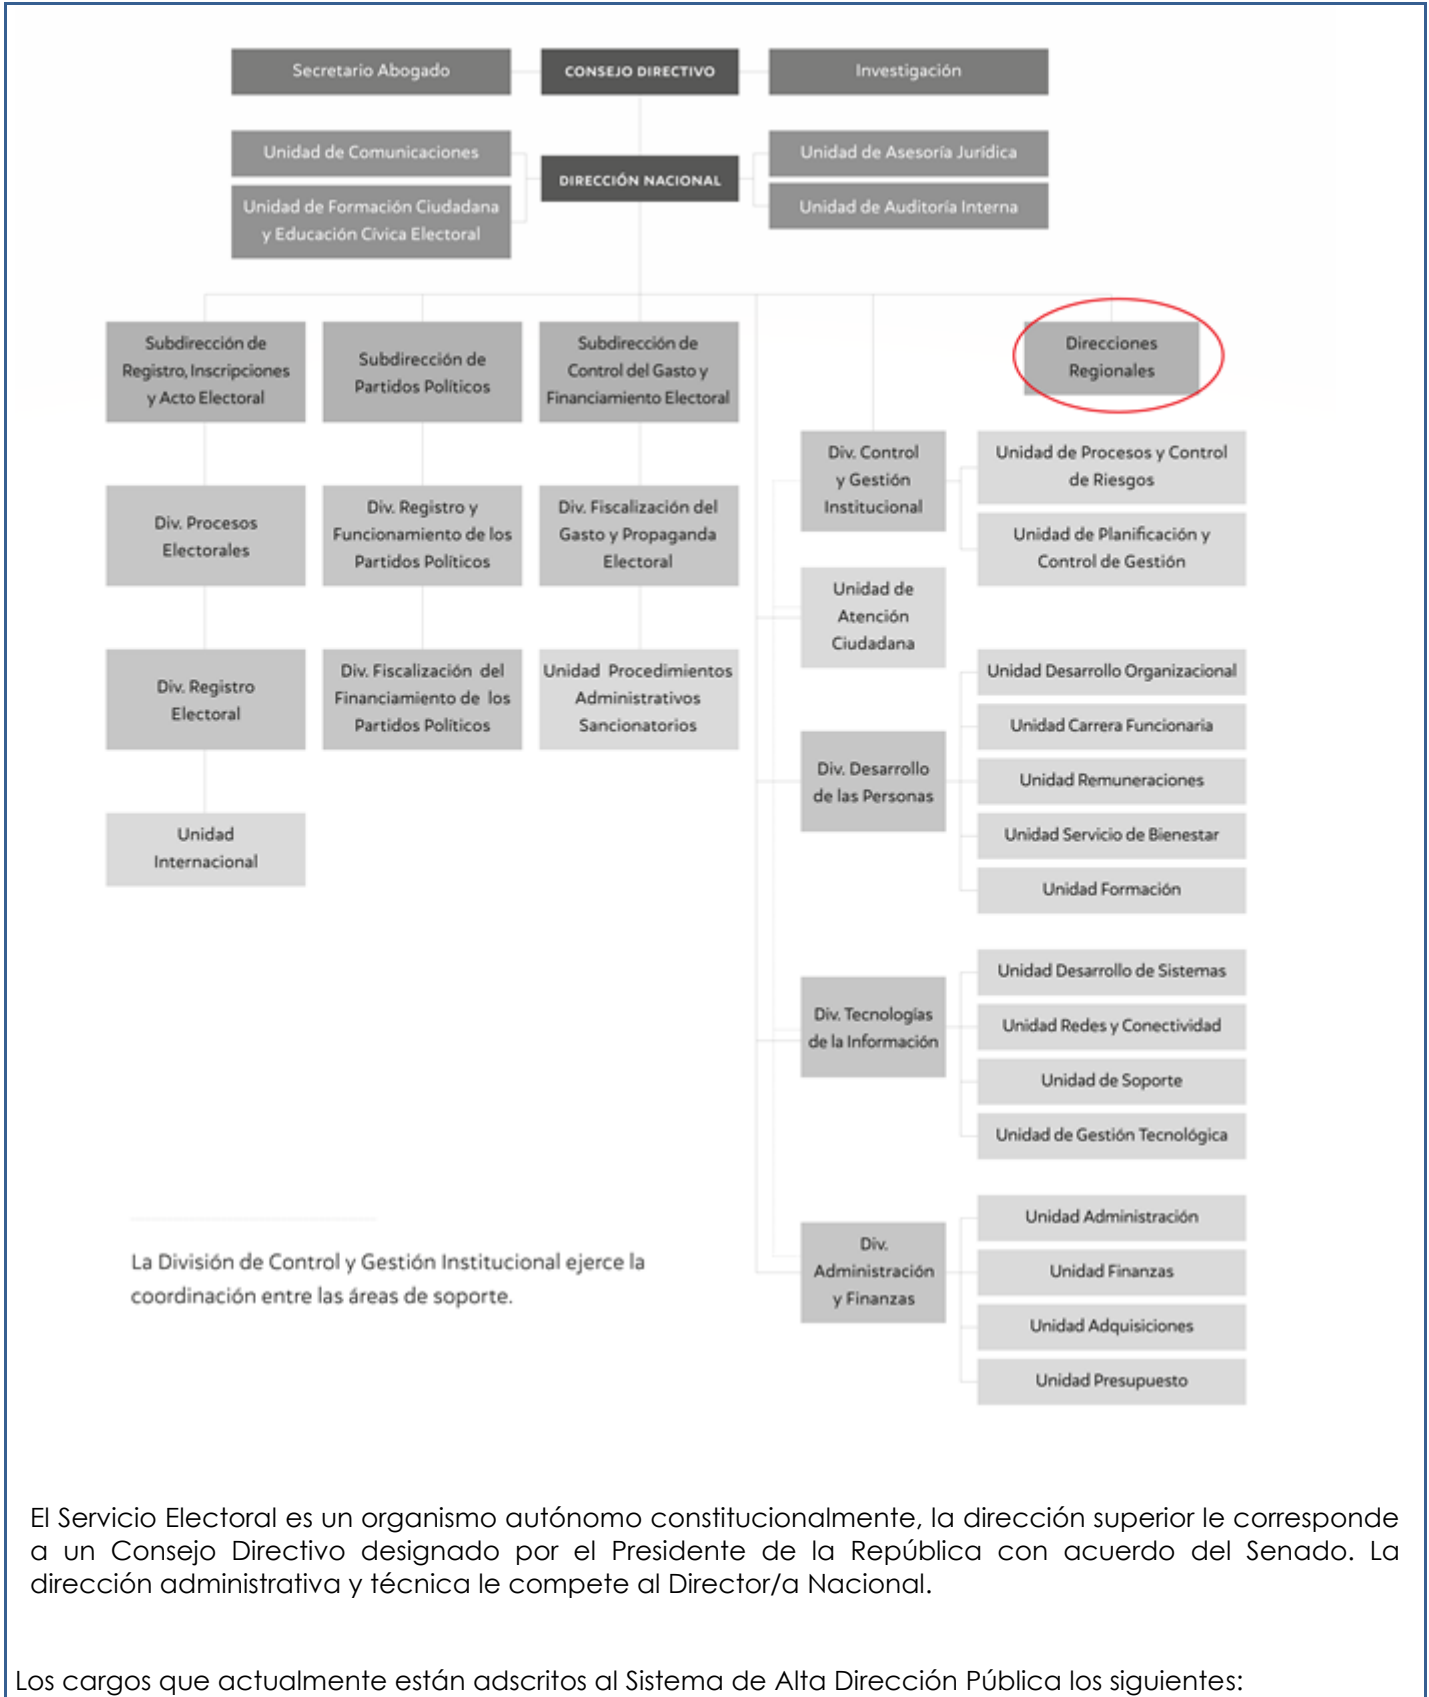 Secretario Abogado
CONSEJO DIRECTIVO
Investigación
Unidad de Comunicaciones
Unidad de Formación Ciudadana
y Educación Cívica Electoral
DIRECCIÓN NACIONAL
Unidad de Asesoría Jurídica
Unidad de Auditoría Interna
Subdirección de
Registro, Inscripciones
y Acto Electoral
Subdirección de
Partidos Políticos
Subdirección de
Control del Gasto y
Financiamiento Electoral
Direcciones
Regionales
Div. Procesos
Electorales
Div. Registro y
Funcionamiento de los
Partidos Políticos
Div. Fiscalización del
Gasto y Propaganda
Electoral
Div. Registro
Electoral
Div. Fiscalización del
Financiamiento de los
Partidos Políticos
Unidad Procedimientos
Administrativos
Sancionatorios
Unidad
Internacional
Div. Control
y Gestión
Institucional
Unidad de Procesos y Control
de Riesgos
Unidad de Planificación y
Control de Gestión
Unidad de
Atención
Ciudadana
Div. Desarrollo
de las Personas
Unidad Desarrollo Organizacional
Unidad Carrera Funcionaria
Unidad Remuneraciones
Unidad Servicio de Bienestar
Unidad Formación
Div. Tecnologías
de la Información
Unidad Desarrollo de Sistemas
Unidad Redes y Conectividad
Unidad de Soporte
Unidad de Gestión Tecnológica
Div.
Administración
y Finanzas
Unidad Administración
Unidad Finanzas
Unidad Adquisiciones
Unidad Presupuesto
La División de Control y Gestión Institucional ejerce la
coordinación entre las áreas de soporte.
El Servicio Electoral es un organismo autónomo constitucionalmente, la dirección superior le corresponde
a un Consejo Directivo designado por el Presidente de la República con acuerdo del Senado. La
dirección administrativa y técnica le compete al Director/a Nacional.
Los cargos que actualmente están adscritos al Sistema de Alta Dirección Pública los siguientes: